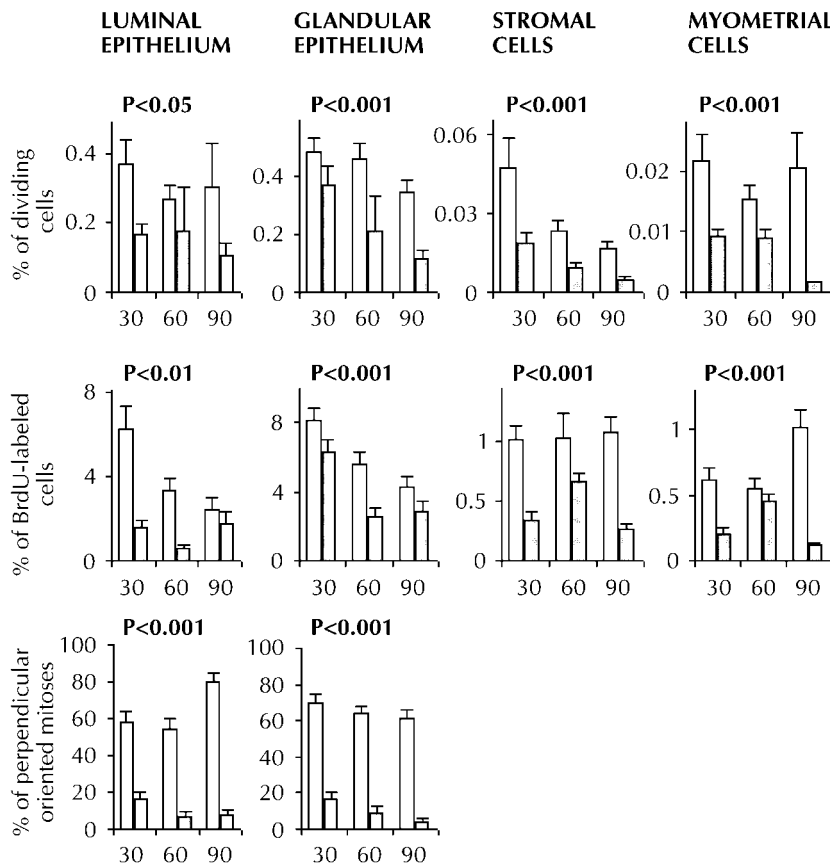 LUMINAL EPITHELIUM
GLANDULAR EPITHELIUM
STROMAL CELLS
MYOMETRIAL CELLS
% of dividing cells
P<0.05
0.4
0.2
0
30 60 90
P<0.001
0.4
0.2
0
30 60 90
P<0.001
0.06
0.03
0
30 60 90
P<0.001
0.02
0.01
0
30 60 90
% of BrdU-labeled cells
P<0.01
8
4
0
30 60 90
P<0.001
8
4
0
30 60 90
P<0.001
1
0.5
0
30 60 90
P<0.001
1
0.5
0
30 60 90
% of perpendicular oriented mitoses
P<0.001
100
80
60
40
20
0
30 60 90
P<0.001
100
80
60
40
20
0
30 60 90